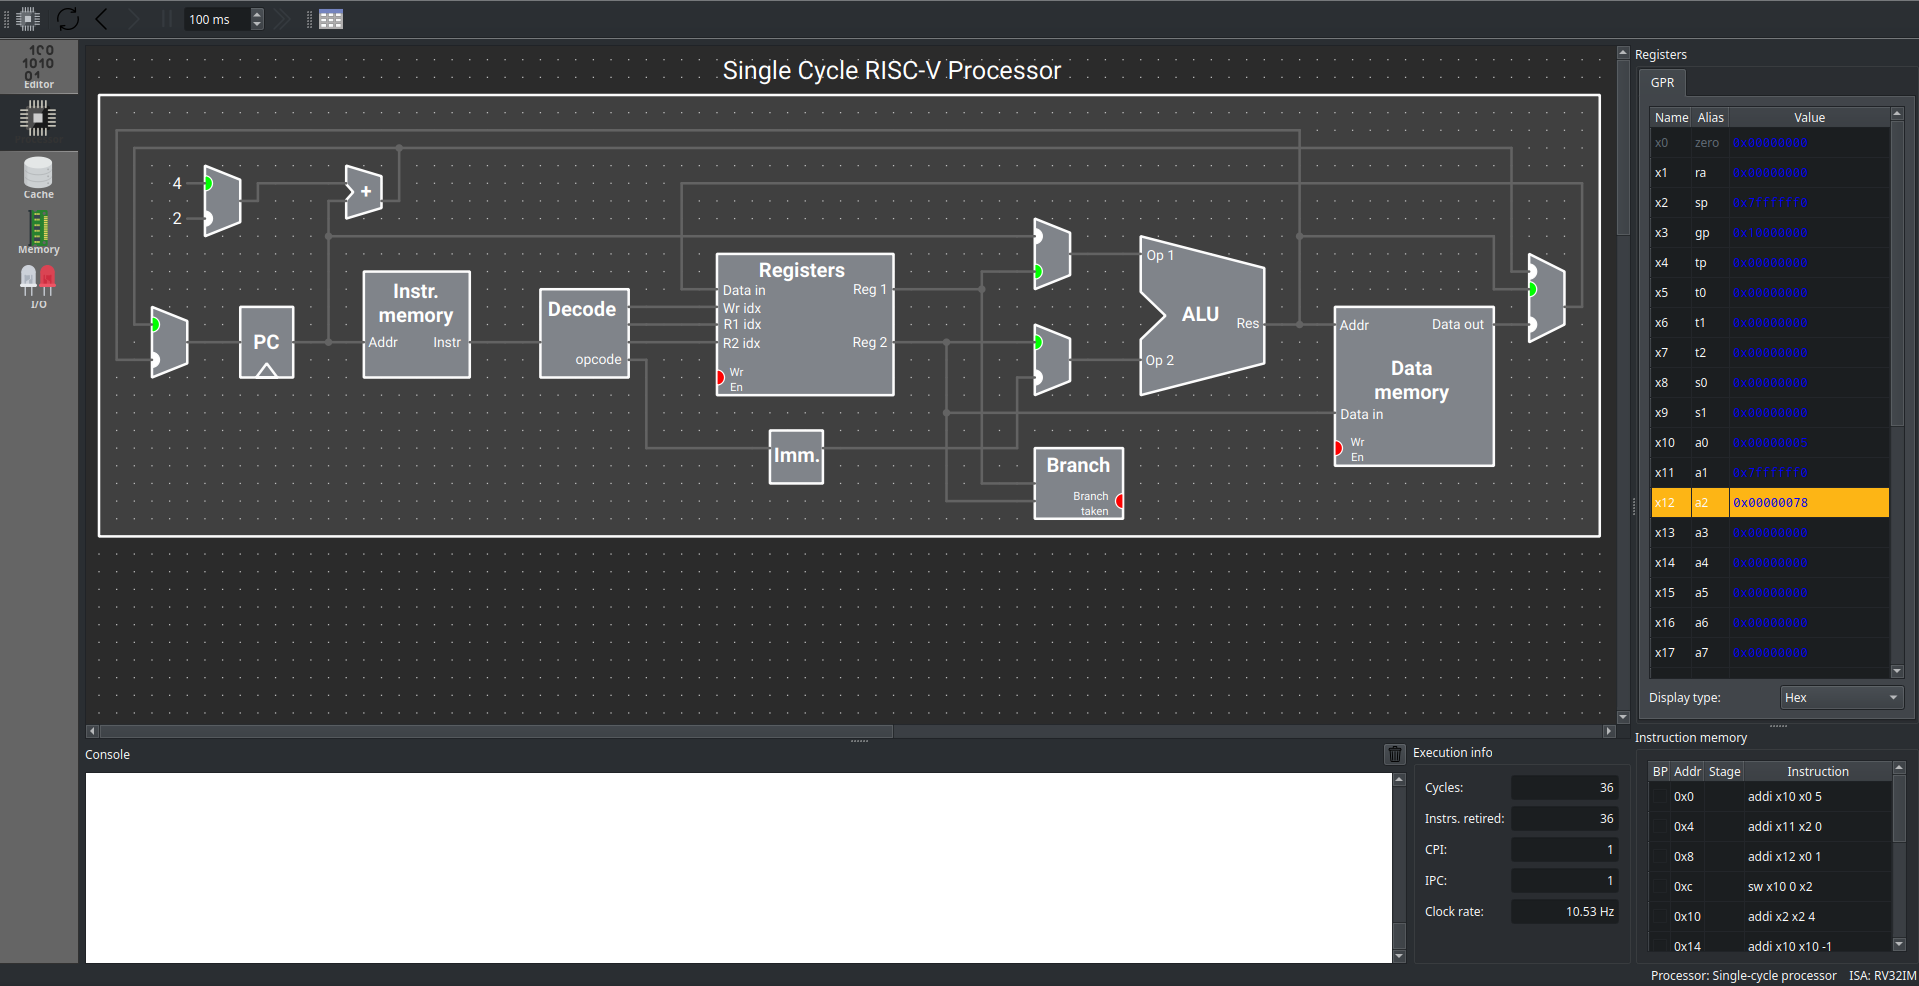 100 ms
100
1010
01
Editor
Cache
Memory
I/O
Single Cycle RISC-V Processor
4
2
+
PC
Instr.
memory
Addr
Instr
Decode
opcode
Registers
Data in
Wr idx
R1 idx
R2 idx
Wr
En
Reg 1
Reg 2
Imm.
Op 1
ALU
Res
Op 2
Branch
Branch
taken
Addr
Data out
Data
memory
Data in
Wr
En
Registers
GPR
Name Alias Value
x0 zero 0x00000000
x1 ra 0x00000000
x2 sp 0x7ffffff0
x3 gp 0x10000000
x4 tp 0x00000000
x5 t0 0x00000000
x6 t1 0x00000000
x7 t2 0x00000000
x8 s0 0x00000000
x9 s1 0x00000000
x10 a0 0x00000005
x11 a1 0x7ffffff0
x12 a2 0x00000078
x13 a3 0x00000000
x14 a4 0x00000000
x15 a5 0x00000000
x16 a6 0x00000000
x17 a7 0x00000000
Display type: Hex
Console
Execution info
Cycles: 36
Instrs. retired: 36
CPI: 1
IPC: 1
Clock rate: 10.53 Hz
Instruction memory
BP Addr Stage Instruction
0x0 addi x10 x0 5
0x4 addi x11 x2 0
0x8 addi x12 x0 1
0xc sw x10 0 x2
0x10 addi x2 x2 4
0x14 addi x10 x10 -1
Processor: Single-cycle processor ISA: RV32IM